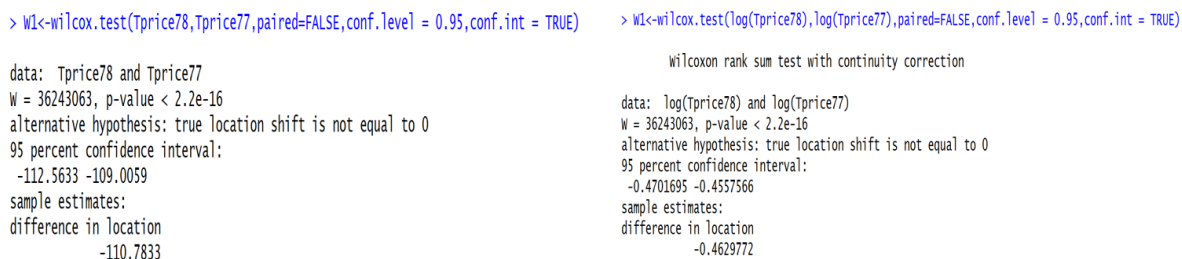 > W1<-wilcox.test(Tprice78,Tprice77,paired=FALSE,conf.level = 0.95,conf.int = TRUE)
data:  Tprice78 and Tprice77
W = 36243063, p-value < 2.2e-16
alternative hypothesis: true location shift is not equal to 0
95 percent confidence interval:
 -112.5633 -109.0059
sample estimates:
difference in location
             -110.7833
> W1<-wilcox.test(log(Tprice78),log(Tprice77),paired=FALSE,conf.level = 0.95,conf.int = TRUE)
        Wilcoxon rank sum test with continuity correction
data:  log(Tprice78) and log(Tprice77)
W = 36243063, p-value < 2.2e-16
alternative hypothesis: true location shift is not equal to 0
95 percent confidence interval:
 -0.4701695 -0.4557566
sample estimates:
difference in location
            -0.4629772